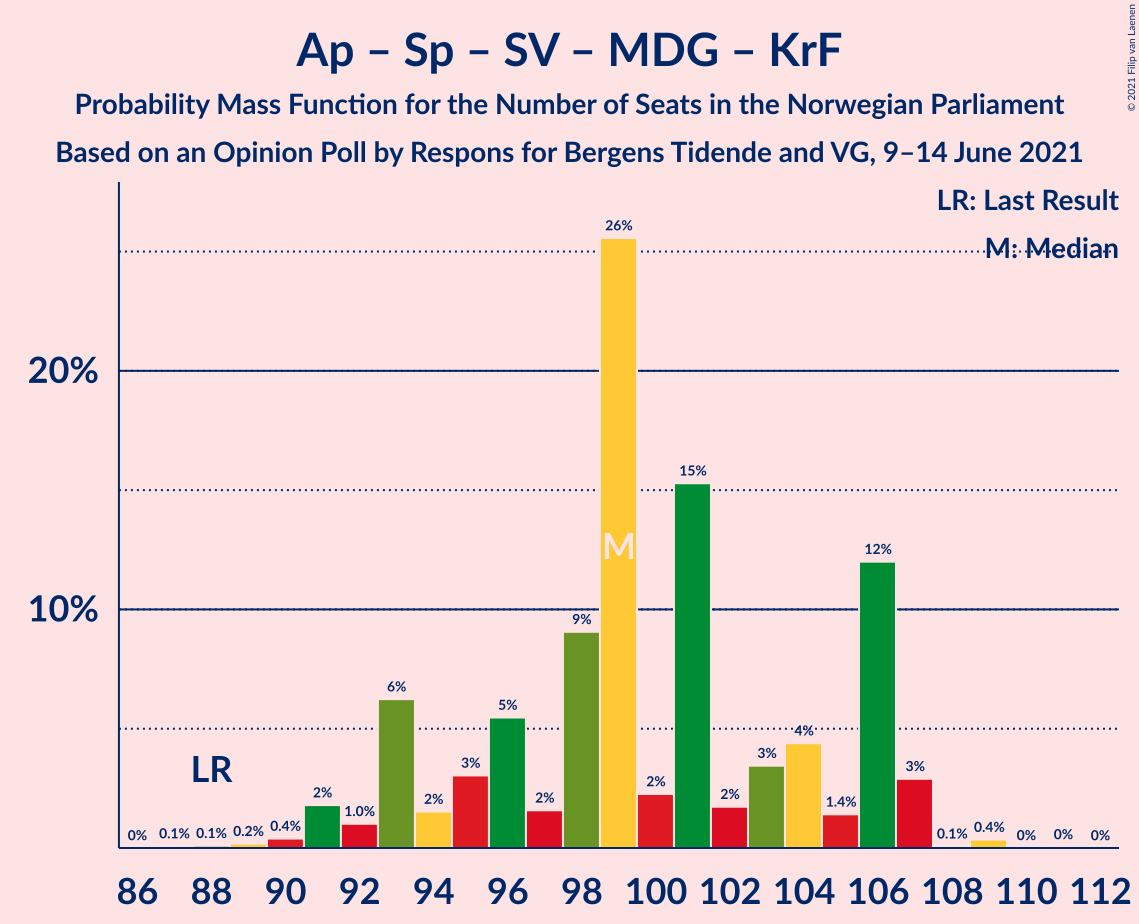 Ap – Sp – SV – MDG – KrF
Probability Mass Function for the Number of Seats in the Norwegian Parliament
Based on an Opinion Poll by Respons for Bergens Tidende and VG, 9–14 June 2021
© 2021 Filip van Laenen
LR: Last Result
M: Median
20%
10%
LR
M
0% 0.1% 0.1% 0.2% 0.4% 2% 1.0% 6% 2% 3% 5% 2% 9% 26% 2% 15% 2% 3% 4% 1.4% 12% 3% 0.1% 0.4% 0% 0% 0%
86 88 90 92 94 96 98 100 102 104 106 108 110 112